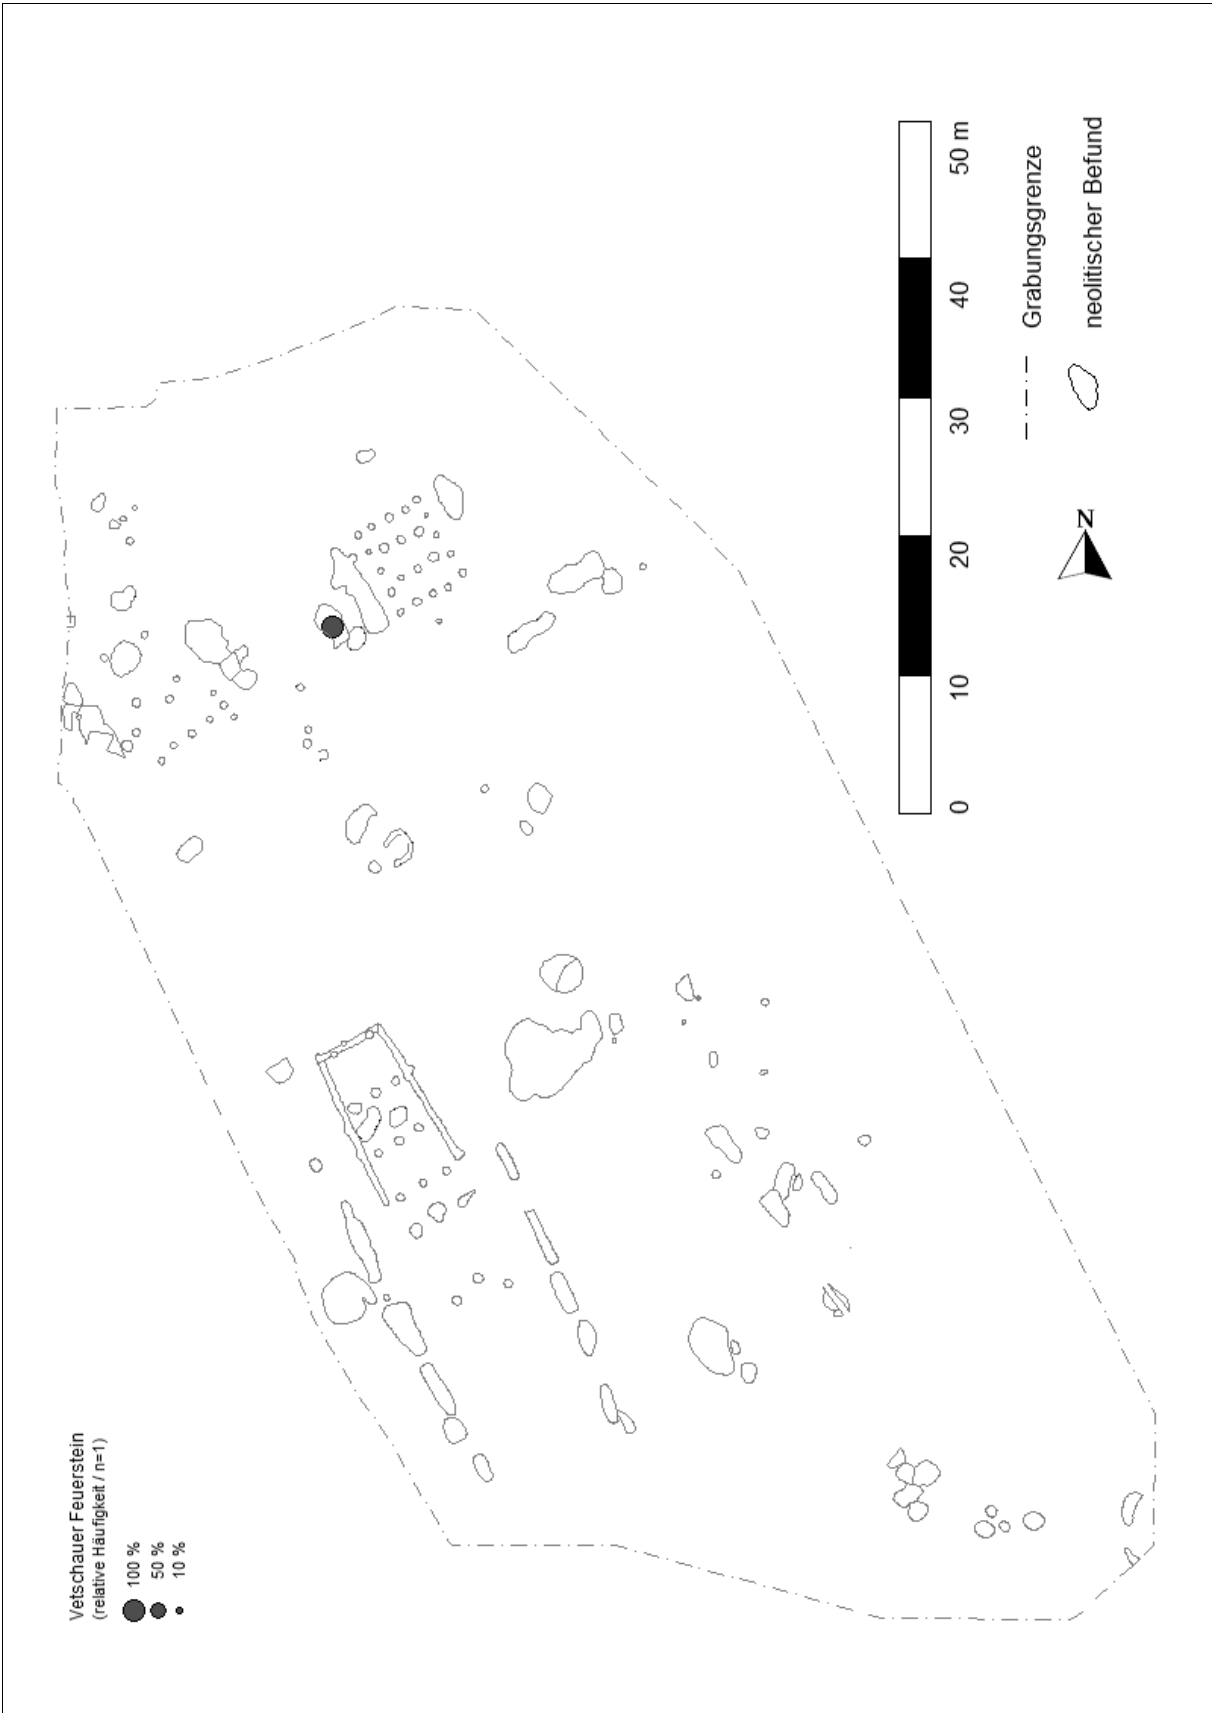 Vetschauer Feuerstein
(relative Häufigkeit / n=1)
100 %
50 %
10 %
0
10
20
30
40
50 m
N
Grabungsgrenze
neolitischer Befund